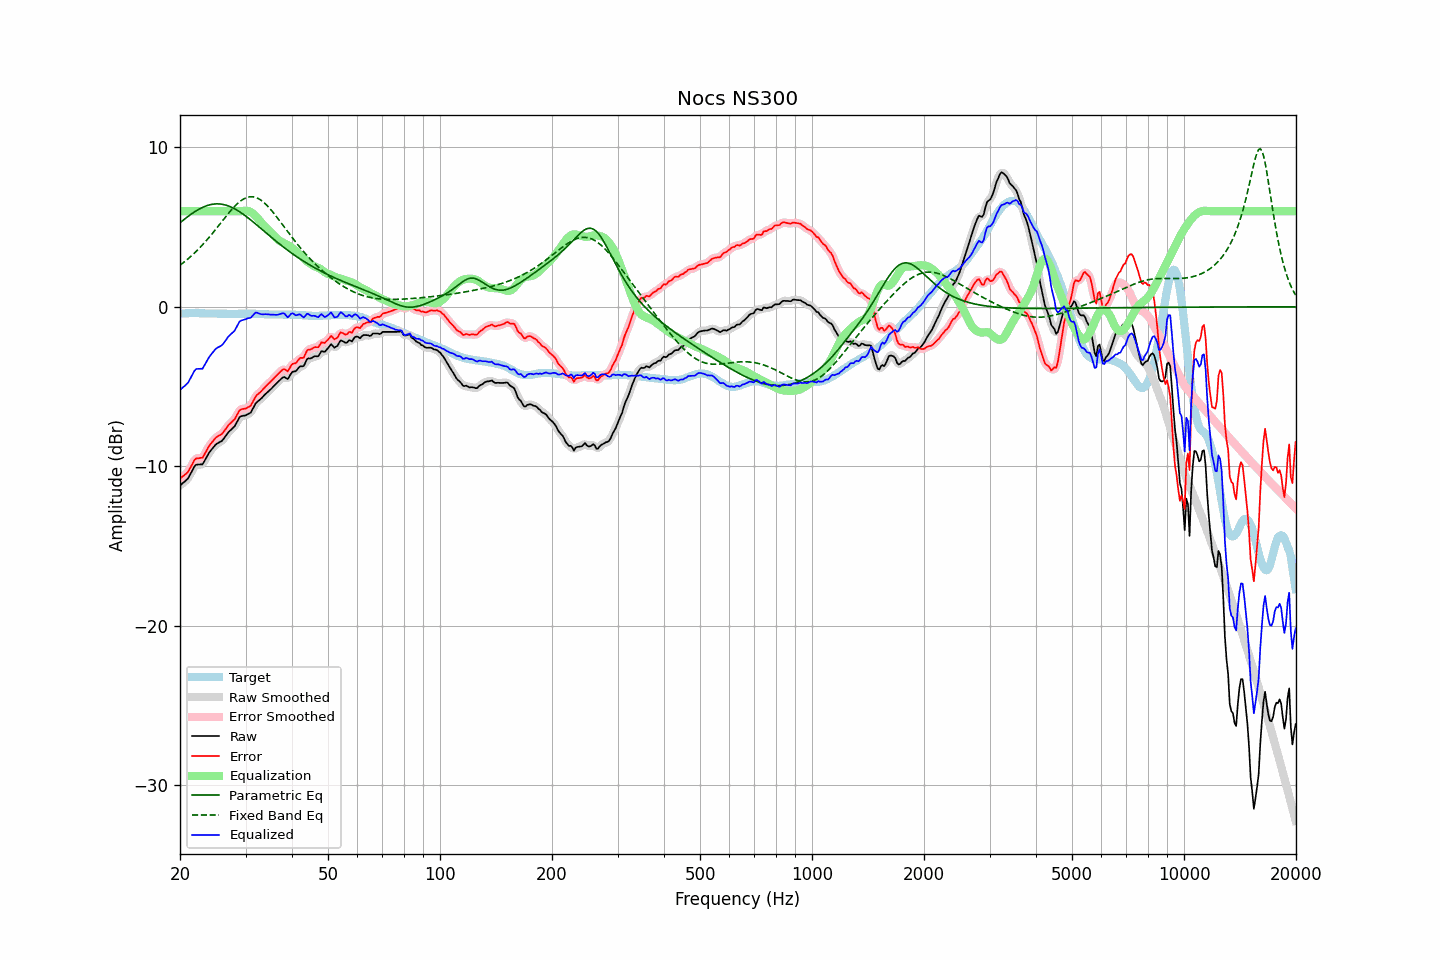 Nocs NS300
10
0
−10
−20
−30
Amplitude (dBr)
Target
Raw Smoothed
Error Smoothed
Raw
Error
Equalization
Parametric Eq
Fixed Band Eq
Equalized
20
50
100
200
500
1000
2000
5000
10000
20000
Frequency (Hz)